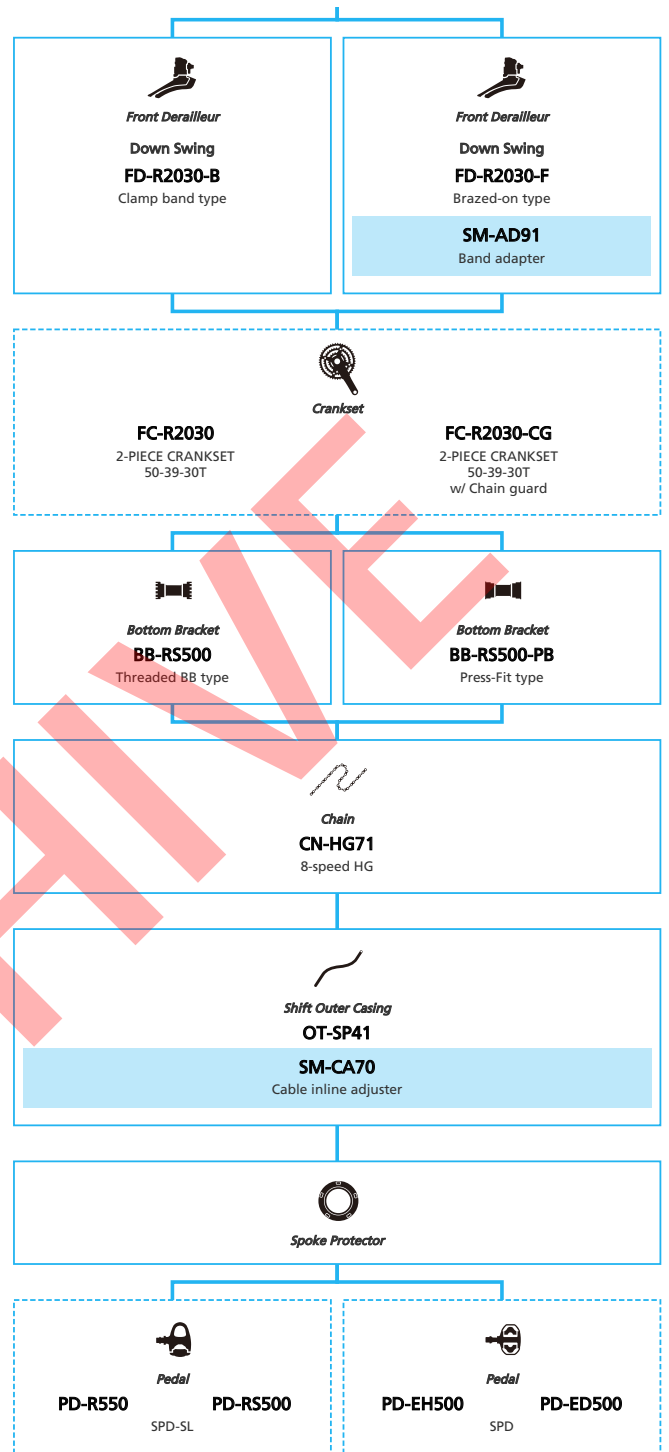 Front Derailleur
Down Swing
FD-R2030-B
Clamp band type
Front Derailleur
Down Swing
FD-R2030-F
Brazed-on type
SM-AD91
Band adapter
Crankset
FC-R2030
2-PIECE CRANKSET
50-39-30T
FC-R2030-CG
2-PIECE CRANKSET
50-39-30T
w/ Chain guard
Bottom Bracket
BB-RS500
Threaded BB type
Bottom Bracket
BB-RS500-PB
Press-Fit type
Chain
CN-HG71
8-speed HG
Shift Outer Casing
OT-SP41
SM-CA70
Cable inline adjuster
Spoke Protector
Pedal
PD-R550 PD-RS500
SPD-SL
Pedal
PD-EH500 PD-ED500
SPD
HIVE